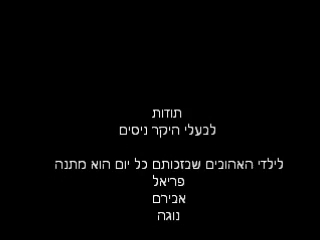 תודות
לבעלי היקר ניסים
לילדי האהובים שבזכותם כל יום הוא מתנה
פריאל
אבירם
נוגה